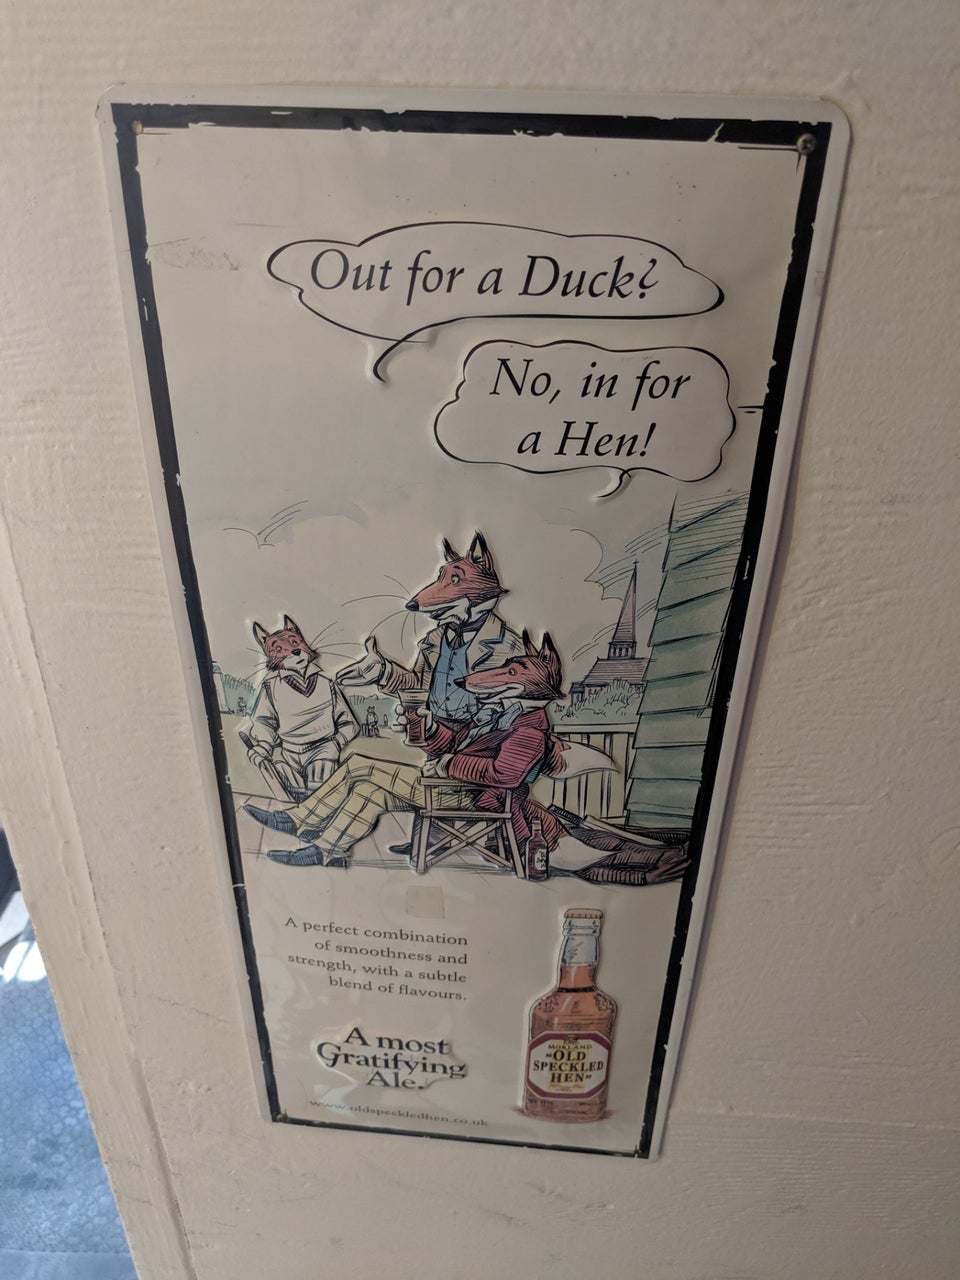 Out for a Duck?
No, in for
a Hen!
A perfect combination
of smoothness and
strength, with a subtle
blend of flavours.
A most
Gratifying
Ale.
www.oldspeckledhen.co.uk
MORLAND
"OLD
SPECKLED
HEN"